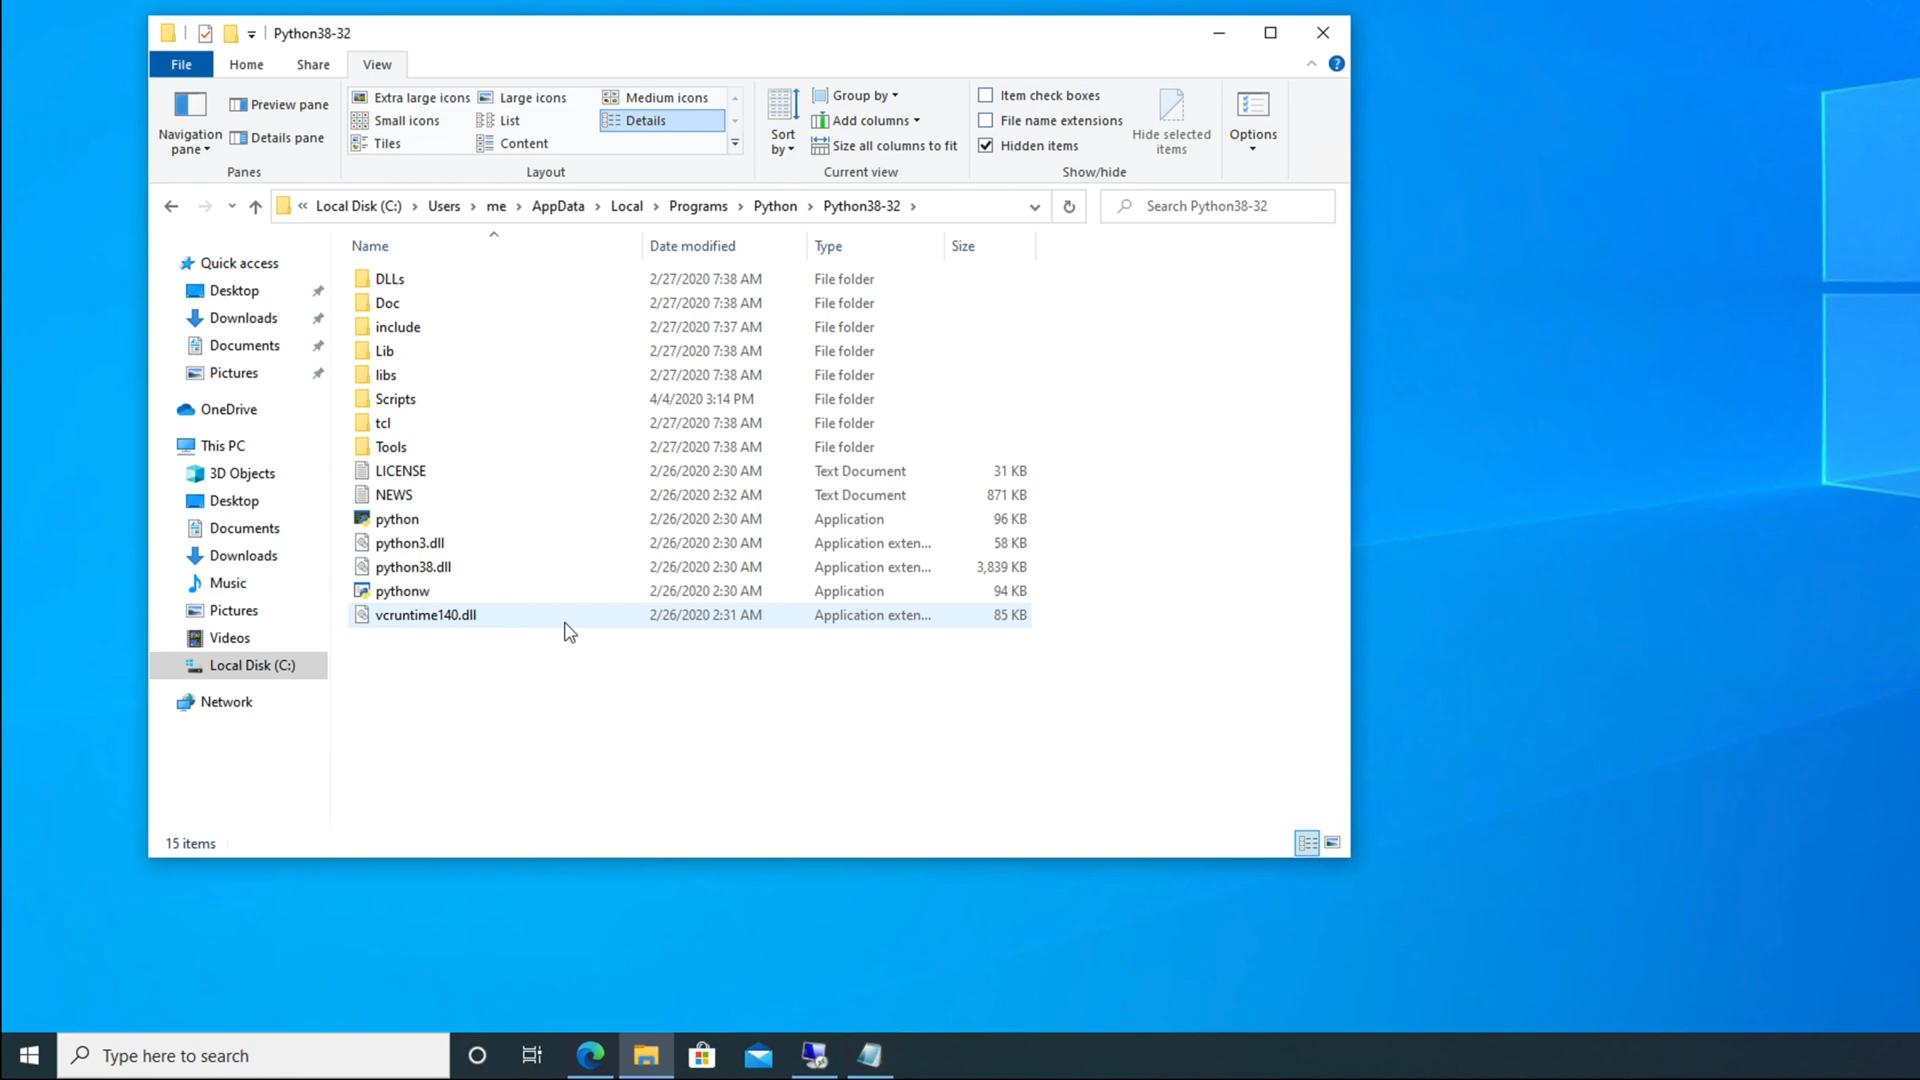 Python38-32
File Home Share View
Navigation pane
Preview pane
Details pane
Panes
Extra large icons Large icons Medium icons
Small icons List Details
Tiles Content
Layout
Sort by
Group by
Add columns
Size all columns to fit
Current view
Item check boxes
File name extensions
Hidden items
Hide selected items
Show/hide
Options
« Local Disk (C:) > Users > me > AppData > Local > Programs > Python > Python38-32 >
Search Python38-32
Quick access
Desktop
Downloads
Documents
Pictures
OneDrive
This PC
3D Objects
Desktop
Documents
Downloads
Music
Pictures
Videos
Local Disk (C:)
Network
Name Date modified Type Size
DLLs 2/27/2020 7:38 AM File folder
Doc 2/27/2020 7:38 AM File folder
include 2/27/2020 7:37 AM File folder
Lib 2/27/2020 7:38 AM File folder
libs 2/27/2020 7:38 AM File folder
Scripts 4/4/2020 3:14 PM File folder
tcl 2/27/2020 7:38 AM File folder
Tools 2/27/2020 7:38 AM File folder
LICENSE 2/26/2020 2:30 AM Text Document 31 KB
NEWS 2/26/2020 2:32 AM Text Document 871 KB
python 2/26/2020 2:30 AM Application 96 KB
python3.dll 2/26/2020 2:30 AM Application exten... 58 KB
python38.dll 2/26/2020 2:30 AM Application exten... 3,839 KB
pythonw 2/26/2020 2:30 AM Application 94 KB
vcruntime140.dll 2/26/2020 2:31 AM Application exten... 85 KB
15 items
Type here to search